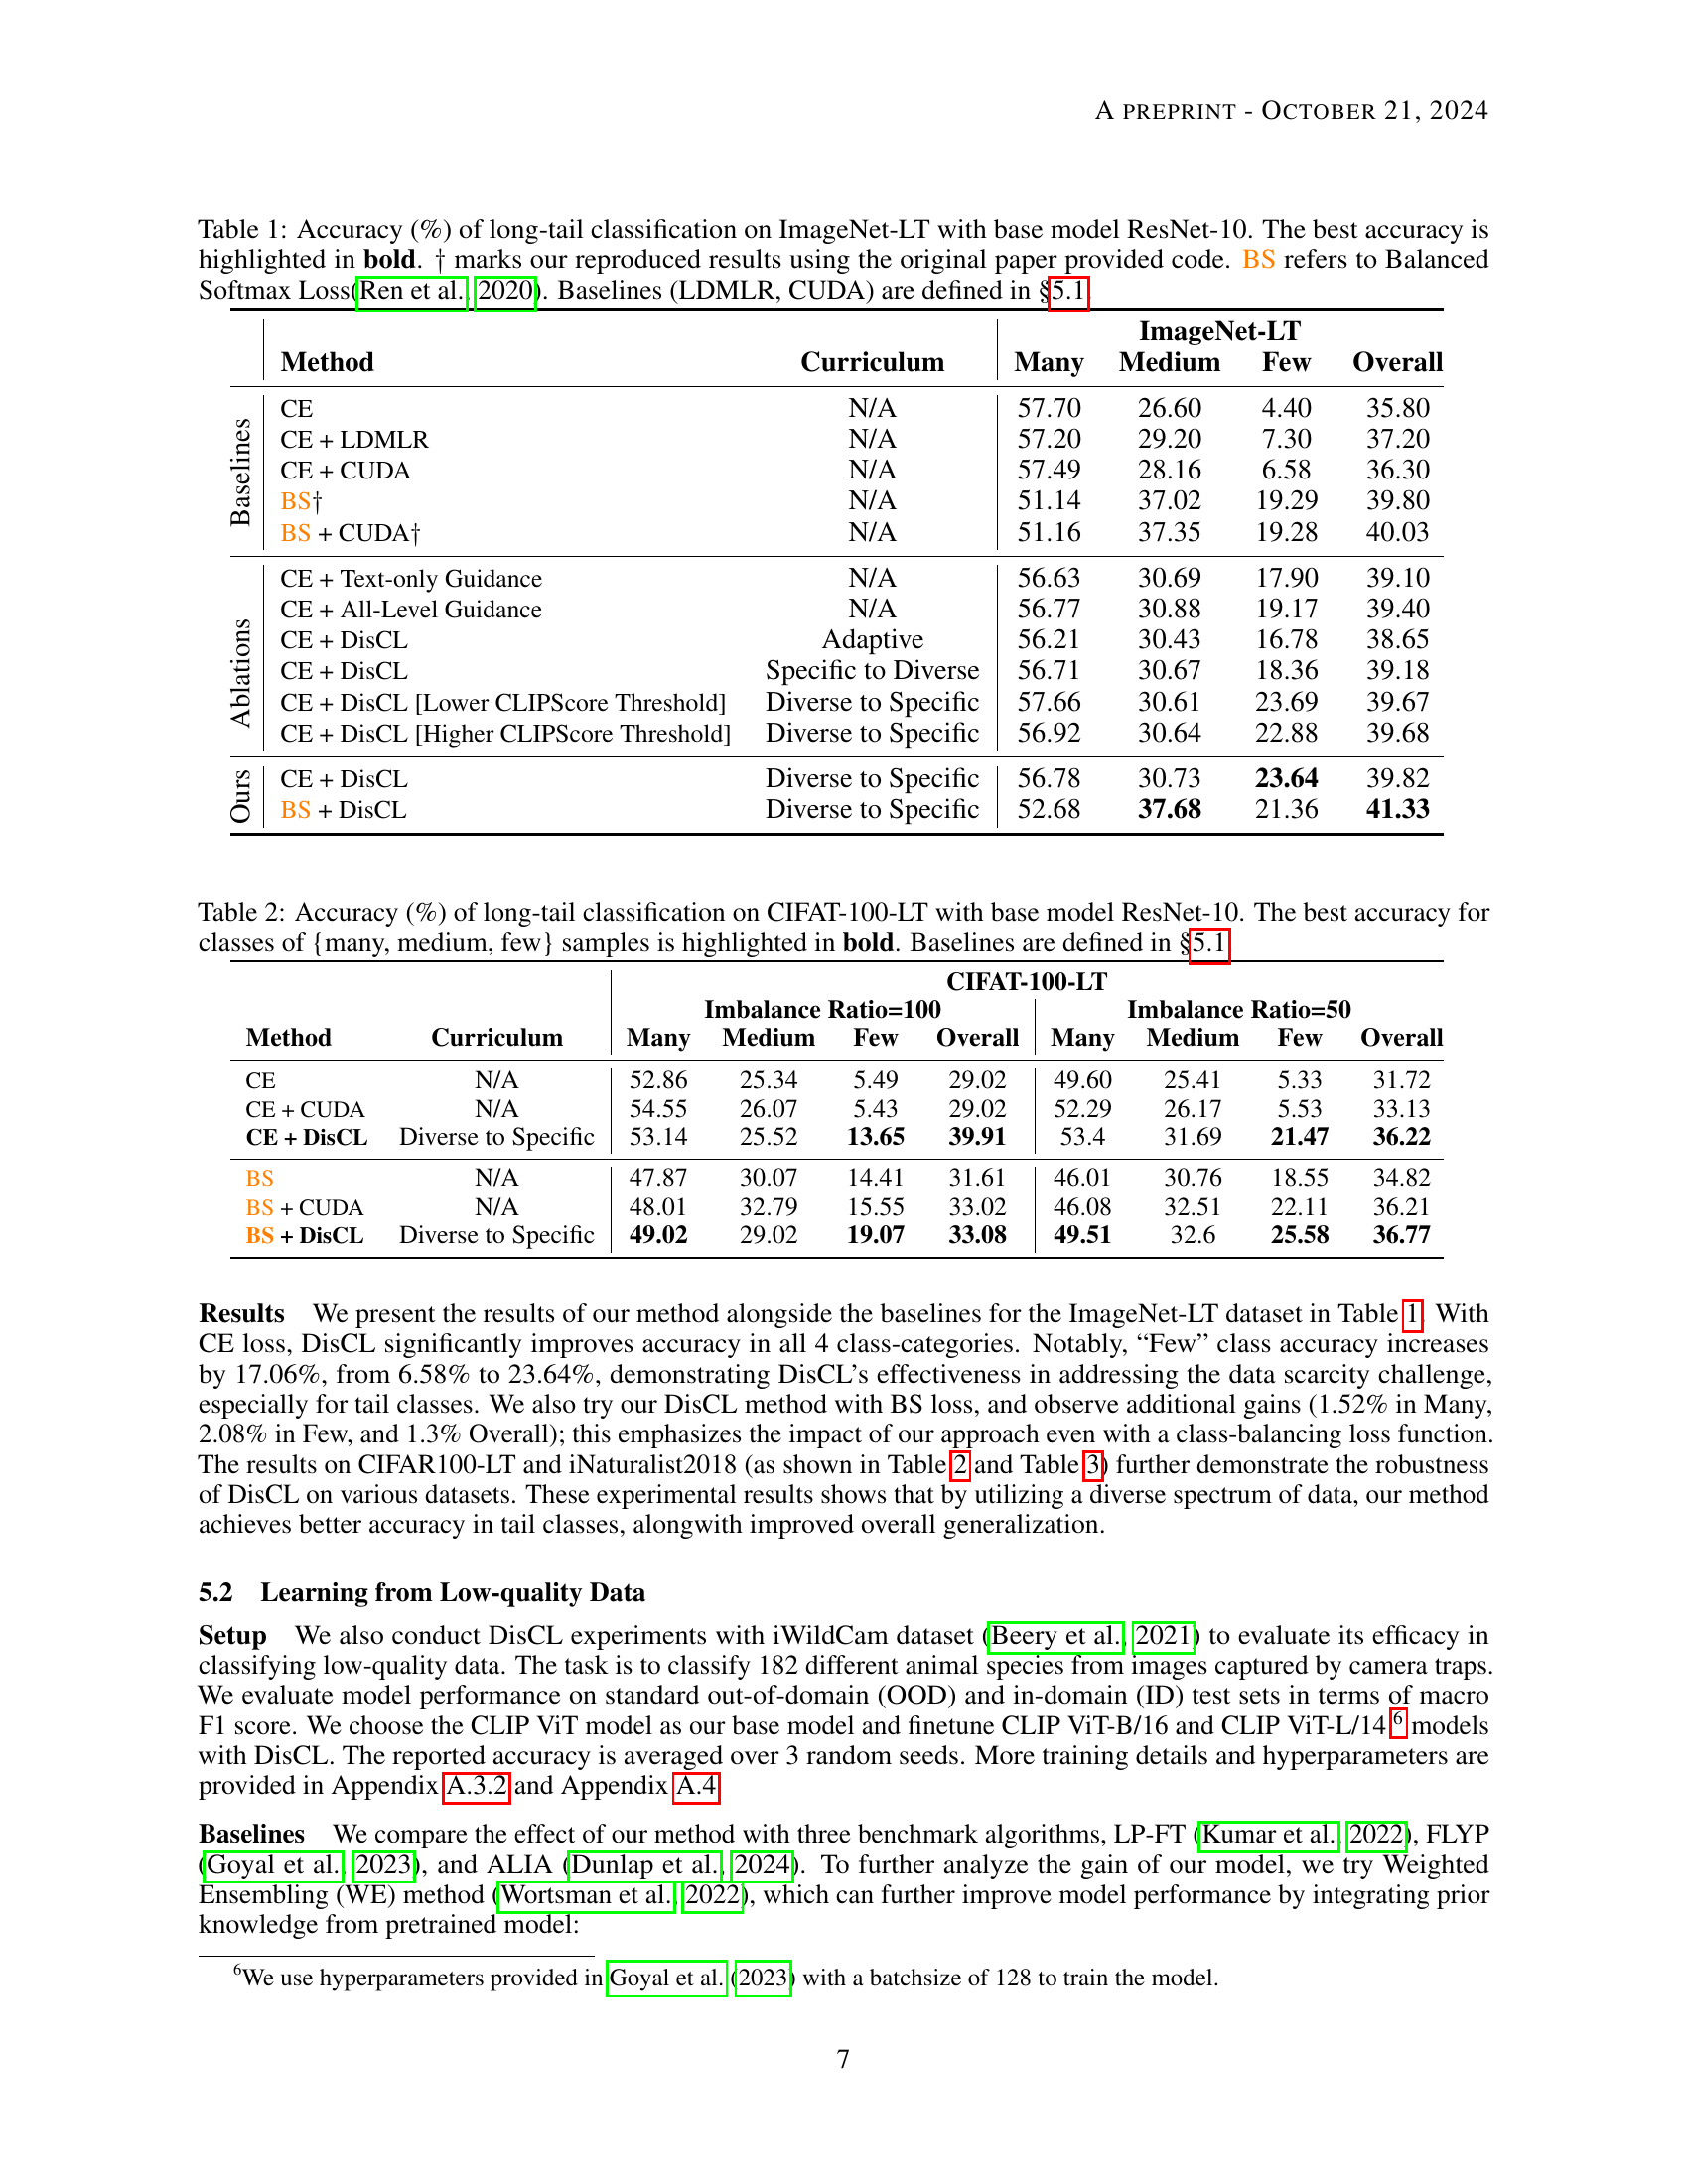 A PREPRINT - OCTOBER 21, 2024
Table 1: Accuracy (%) of long-tail classification on ImageNet-LT with base model ResNet-10. The best accuracy is
highlighted in bold. † marks our reproduced results using the original paper provided code. BS refers to Balanced
Softmax Loss(Ren et al., 2020). Baselines (LDMLR, CUDA) are defined in §5.1
ImageNet-LT
Method Curriculum Many Medium Few Overall
Baselines
CE N/A 57.70 26.60 4.40 35.80
CE + LDMLR N/A 57.20 29.20 7.30 37.20
CE + CUDA N/A 57.49 28.16 6.58 36.30
BS† N/A 51.14 37.02 19.29 39.80
BS + CUDA† N/A 51.16 37.35 19.28 40.03
Ablations
CE + Text-only Guidance N/A 56.63 30.69 17.90 39.10
CE + All-Level Guidance N/A 56.77 30.88 19.17 39.40
CE + DisCL Adaptive 56.21 30.43 16.78 38.65
CE + DisCL Specific to Diverse 56.71 30.67 18.36 39.18
CE + DisCL [Lower CLIPScore Threshold] Diverse to Specific 57.66 30.61 23.69 39.67
CE + DisCL [Higher CLIPScore Threshold] Diverse to Specific 56.92 30.64 22.88 39.68
Ours
CE + DisCL Diverse to Specific 56.78 30.73 23.64 39.82
BS + DisCL Diverse to Specific 52.68 37.68 21.36 41.33
Table 2: Accuracy (%) of long-tail classification on CIFAT-100-LT with base model ResNet-10. The best accuracy for
classes of {many, medium, few} samples is highlighted in bold. Baselines are defined in §5.1
CIFAT-100-LT
Imbalance Ratio=100 Imbalance Ratio=50
Method Curriculum Many Medium Few Overall Many Medium Few Overall
CE N/A 52.86 25.34 5.49 29.02 49.60 25.41 5.33 31.72
CE + CUDA N/A 54.55 26.07 5.43 29.02 52.29 26.17 5.53 33.13
CE + DisCL Diverse to Specific 53.14 25.52 13.65 39.91 53.4 31.69 21.47 36.22
BS N/A 47.87 30.07 14.41 31.61 46.01 30.76 18.55 34.82
BS + CUDA N/A 48.01 32.79 15.55 33.02 46.08 32.51 22.11 36.21
BS + DisCL Diverse to Specific 49.02 29.02 19.07 33.08 49.51 32.6 25.58 36.77
Results We present the results of our method alongside the baselines for the ImageNet-LT dataset in Table 1. With
CE loss, DisCL significantly improves accuracy in all 4 class-categories. Notably, “Few” class accuracy increases
by 17.06%, from 6.58% to 23.64%, demonstrating DisCL’s effectiveness in addressing the data scarcity challenge,
especially for tail classes. We also try our DisCL method with BS loss, and observe additional gains (1.52% in Many,
2.08% in Few, and 1.3% Overall); this emphasizes the impact of our approach even with a class-balancing loss function.
The results on CIFAR100-LT and iNaturalist2018 (as shown in Table 2 and Table 3) further demonstrate the robustness
of DisCL on various datasets. These experimental results shows that by utilizing a diverse spectrum of data, our method
achieves better accuracy in tail classes, alongwith improved overall generalization.
5.2 Learning from Low-quality Data
Setup We also conduct DisCL experiments with iWildCam dataset (Beery et al., 2021) to evaluate its efficacy in
classifying low-quality data. The task is to classify 182 different animal species from images captured by camera traps.
We evaluate model performance on standard out-of-domain (OOD) and in-domain (ID) test sets in terms of macro
F1 score. We choose the CLIP ViT model as our base model and finetune CLIP ViT-B/16 and CLIP ViT-L/14 6 models
with DisCL. The reported accuracy is averaged over 3 random seeds. More training details and hyperparameters are
provided in Appendix A.3.2 and Appendix A.4
Baselines We compare the effect of our method with three benchmark algorithms, LP-FT (Kumar et al., 2022), FLYP
(Goyal et al., 2023), and ALIA (Dunlap et al., 2024). To further analyze the gain of our model, we try Weighted
Ensembling (WE) method (Wortsman et al., 2022), which can further improve model performance by integrating prior
knowledge from pretrained model:
6We use hyperparameters provided in Goyal et al. (2023) with a batchsize of 128 to train the model.
7